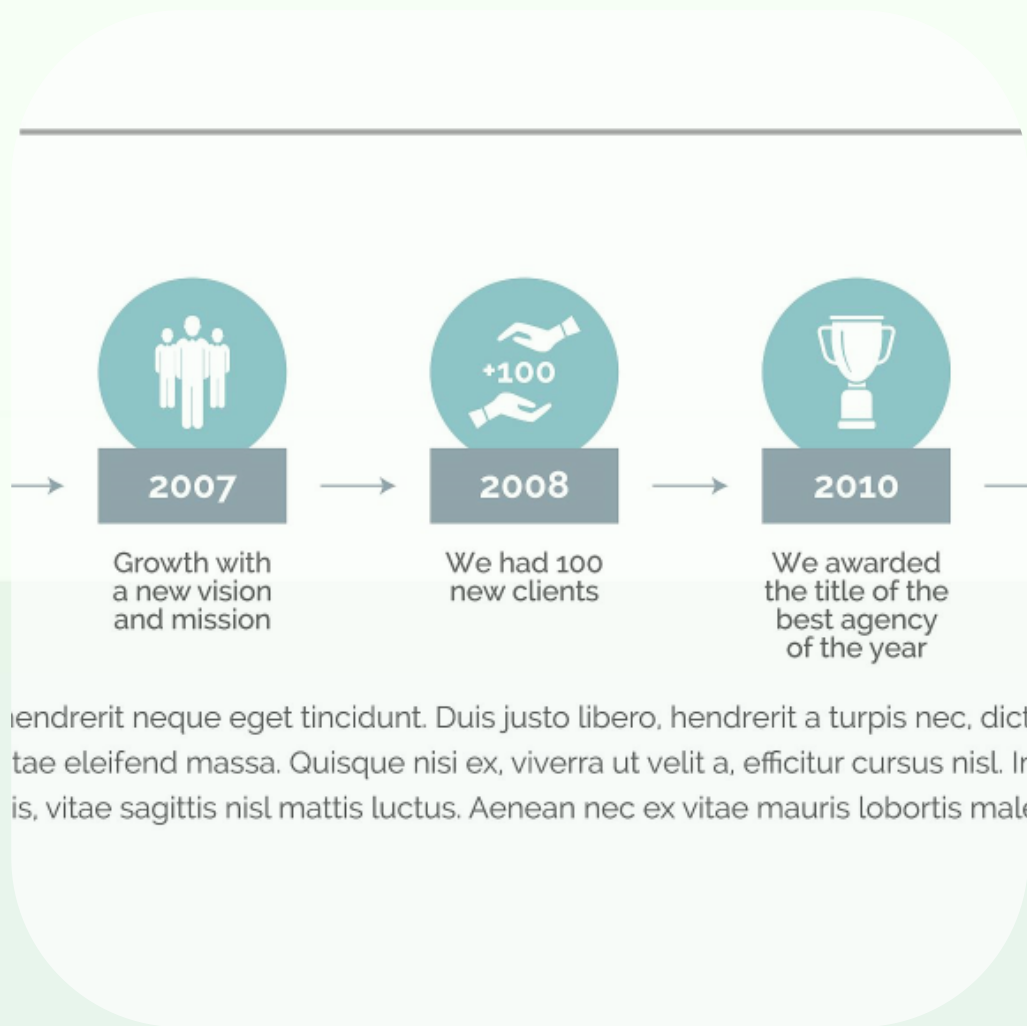 +100
2007
2008
2010
Growth with
a new vision
and mission
We had 100
new clients
We awarded
the title of the
best agency
of the year
neque eget tincidunt. Duis justo libero, hendrerit a turpis nec,
eleifend massa. Quisque nisi ex, viverra ut velit a, efficitur cursus nisl.
vitae sagittis nisl mattis luctus. Aenean nec ex vitae mauris lobortis